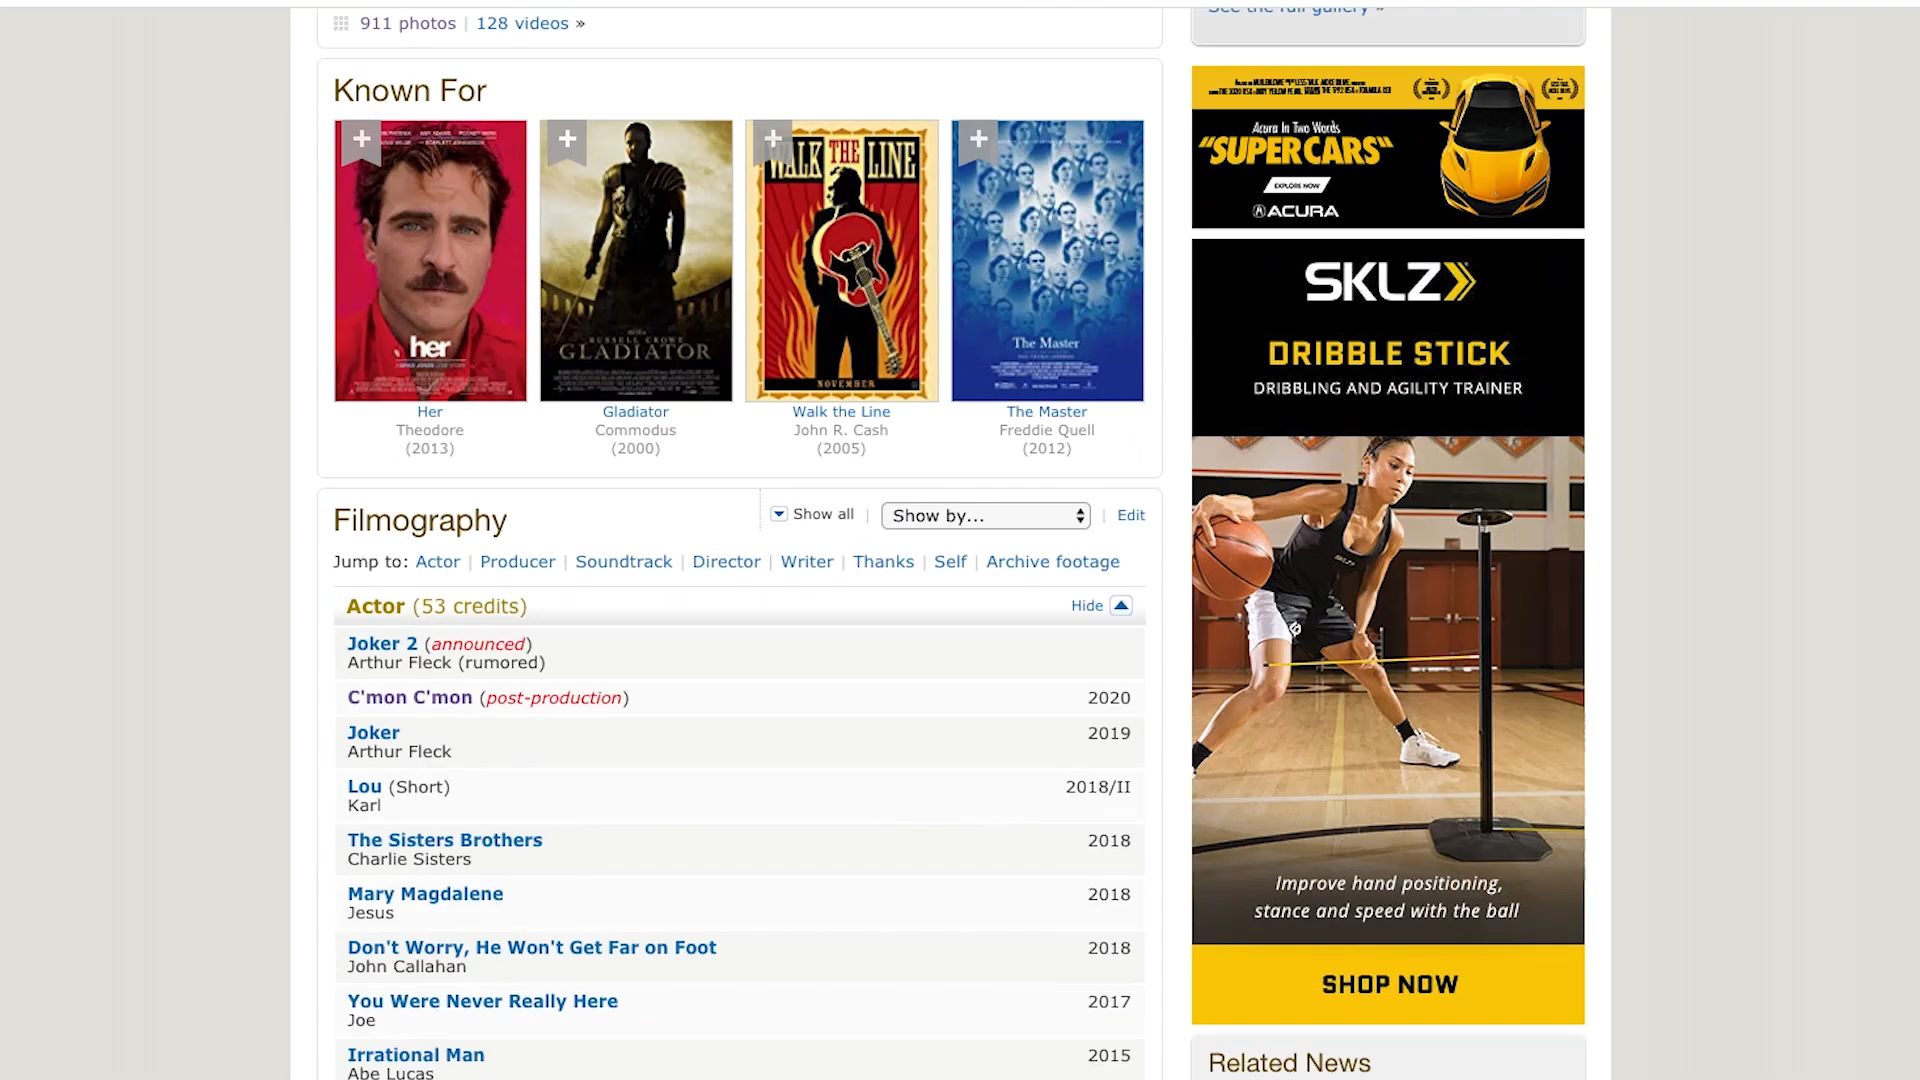 911 photos | 128 videos »
See the full gallery »
Known For
her
RUSSELL CROWE
GLADIATOR
WALK THE LINE
NOVEMBER
The Master
Her
Theodore
(2013)
Gladiator
Commodus
(2000)
Walk the Line
John R. Cash
(2005)
The Master
Freddie Quell
(2012)
Filmography
Show all | Show by... | Edit
Jump to: Actor | Producer | Soundtrack | Director | Writer | Thanks | Self | Archive footage
Actor (53 credits) Hide
Joker 2 (announced)
Arthur Fleck (rumored)
C'mon C'mon (post-production) 2020
Joker 2019
Arthur Fleck
Lou (Short) 2018/II
Karl
The Sisters Brothers 2018
Charlie Sisters
Mary Magdalene 2018
Jesus
Don't Worry, He Won't Get Far on Foot 2018
John Callahan
You Were Never Really Here 2017
Joe
Irrational Man 2015
Abe Lucas
Acura In Two Words
“SUPER CARS”
EXPLORE NOW
ACURA
SKLZ
DRIBBLE STICK
DRIBBLING AND AGILITY TRAINER
SKLZ
Improve hand positioning,
stance and speed with the ball
SHOP NOW
Related News